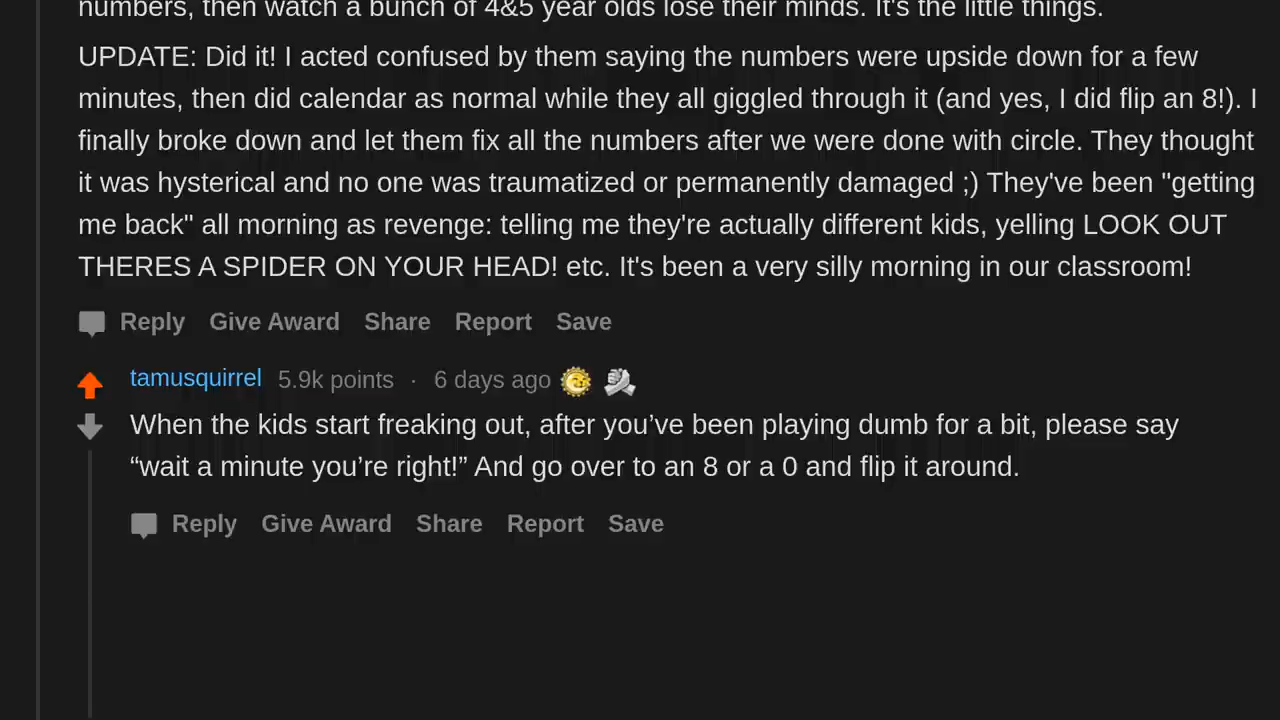 numbers, then watch a bunch of 4&5 year olds lose their minds. It's the little things.
UPDATE: Did it! I acted confused by them saying the numbers were upside down for a few
minutes, then did calendar as normal while they all giggled through it (and yes, I did flip an 8!). I
finally broke down and let them fix all the numbers after we were done with circle. They thought
it was hysterical and no one was traumatized or permanently damaged ;) They've been "getting
me back" all morning as revenge: telling me they're actually different kids, yelling LOOK OUT
THERES A SPIDER ON YOUR HEAD! etc. It's been a very silly morning in our classroom!
Reply Give Award Share Report Save
tamusquirrel 5.9k points · 6 days ago
When the kids start freaking out, after you’ve been playing dumb for a bit, please say
“wait a minute you’re right!” And go over to an 8 or a 0 and flip it around.
Reply Give Award Share Report Save